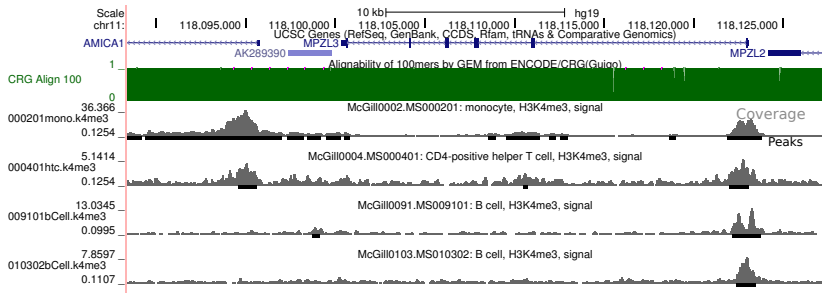 Scale 10 kb hg19
chr11: 118,095,000 118,100,000 118,105,000 118,110,000 118,115,000 118,120,000 118,125,000
UCSC Genes (RefSeq, GenBank, CCDS, Rfam, tRNAs & Comparative Genomics)
AMICA1 MPZL3
AK289390 MPZL2
Alignability of 100mers by GEM from ENCODE/CRG(Guigo)
1
CRG Align 100
0
McGill0002.MS000201: monocyte, H3K4me3, signal
36.366
Coverage
000201mono.k4me3
0.1254
Peaks
McGill0004.MS000401: CD4-positive helper T cell, H3K4me3, signal
5.1414
000401htc.k4me3
0.1254
McGill0091.MS009101: B cell, H3K4me3, signal
13.0345
009101bCell.k4me3
0.0995
McGill0103.MS010302: B cell, H3K4me3, signal
7.8597
010302bCell.k4me3
0.1107